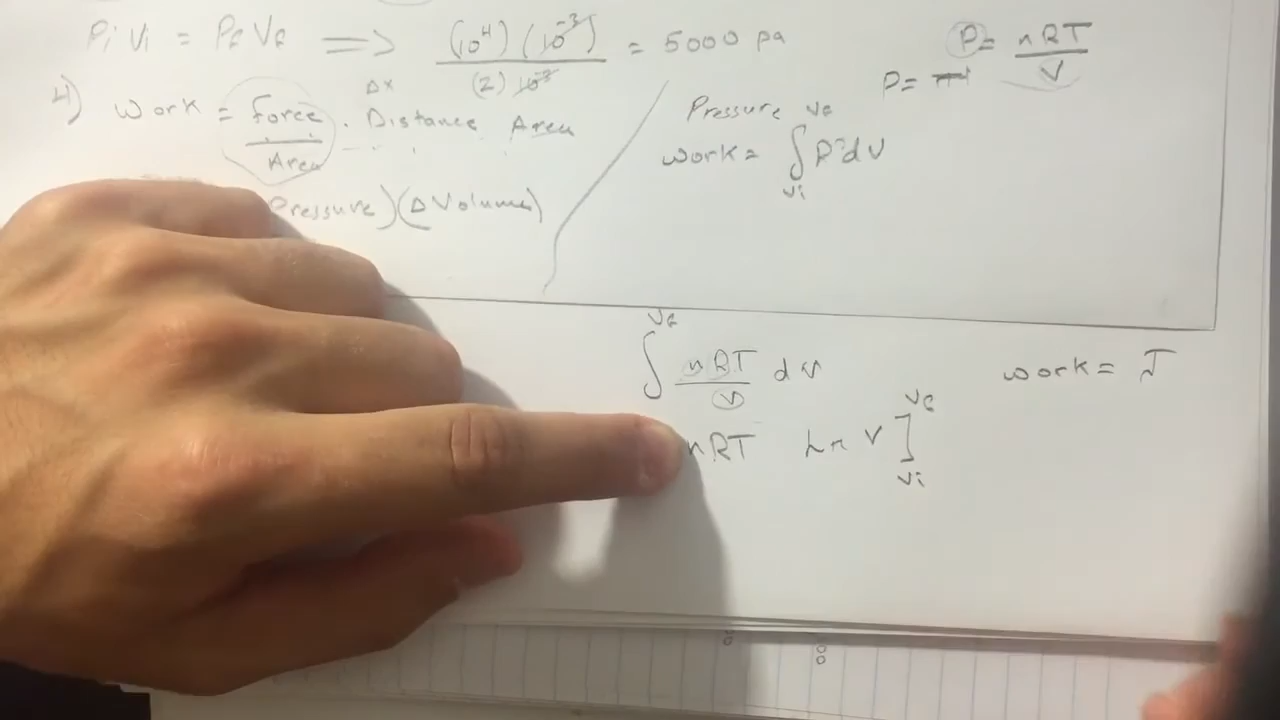 PiVi = PfVf ⟹ (10⁴)(10⁻³) / (2)10⁻³ = 5000 pa
P = nRT / V
P =
4) Work = Force / Area · Δx Distance Area
Pressure)(ΔVolume)
Pressure
Work = ∫ Vi Vf P dV
∫ Vf nRT / V dV
nRT Ln V ] Vi Vf
work = J